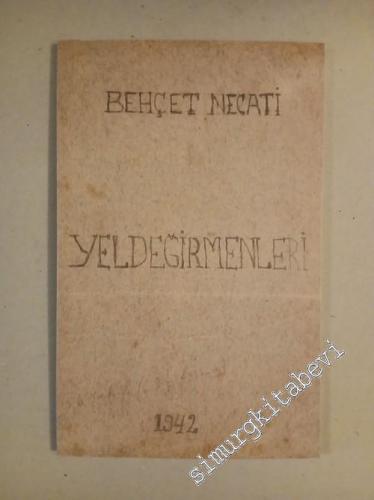 BEHÇET NECATİ
YELDEĞİRMENLERİ
1942
simurgkitabevi